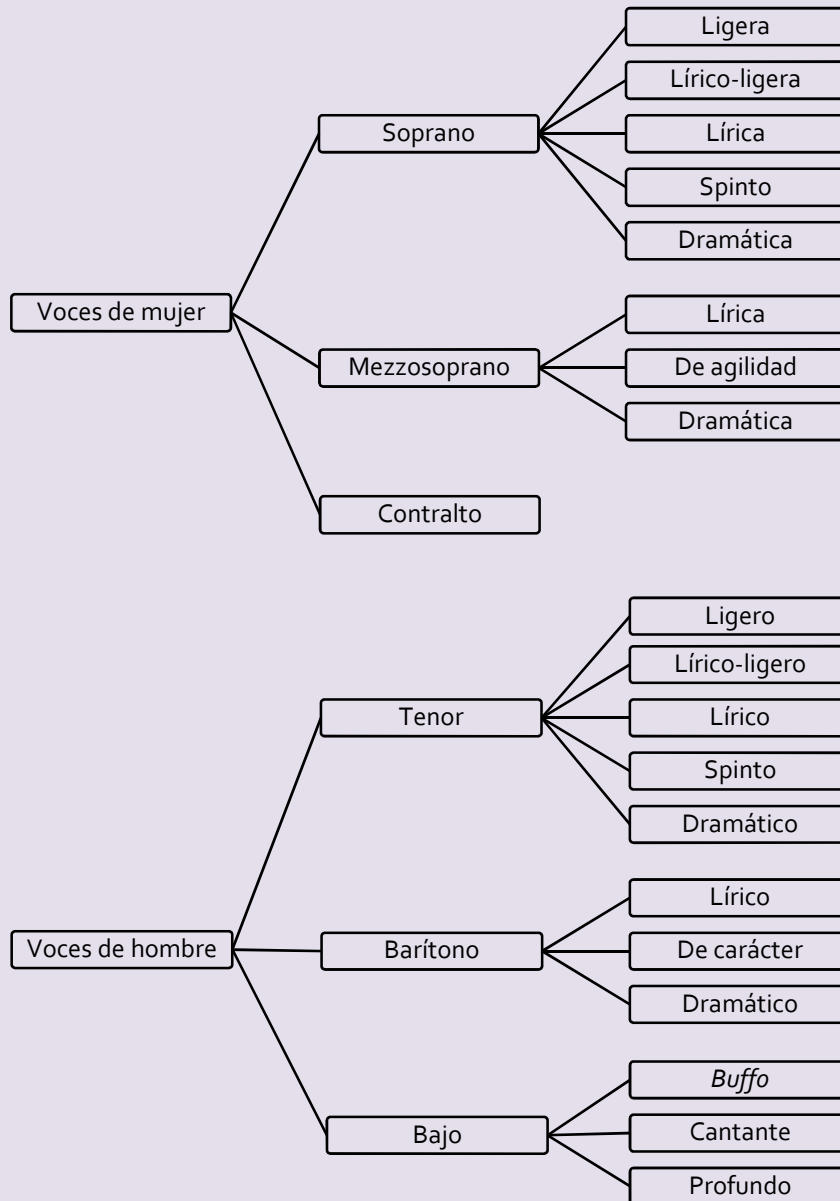 Voces de mujer
Soprano
Ligera
Lírico-ligera
Lírica
Spinto
Dramática
Mezzosoprano
Lírica
De agilidad
Dramática
Contralto
Voces de hombre
Tenor
Ligero
Lírico-ligero
Lírico
Spinto
Dramático
Barítono
Lírico
De carácter
Dramático
Bajo
Buffo
Cantante
Profundo